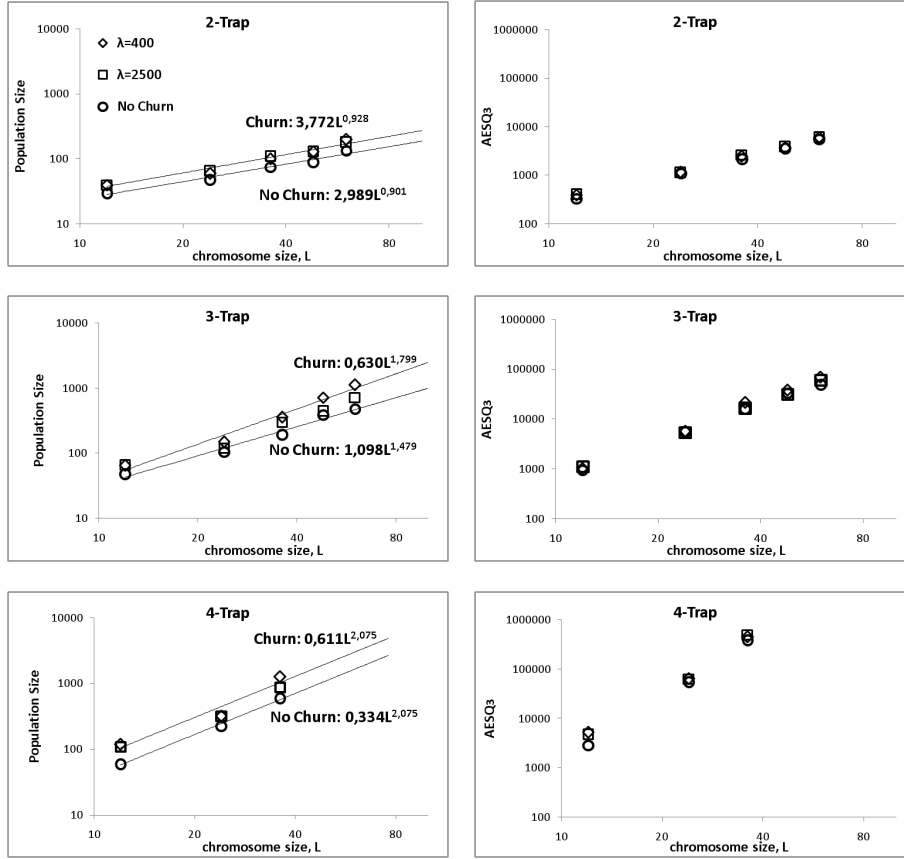 2-Trap
10000
1000
100
10
Population Size
λ=400
λ=2500
No Churn
Churn: 3,772L^0,928
No Churn: 2,989L^0,901
10 20 40 80
chromosome size, L
2-Trap
1000000
100000
10000
1000
100
AESQ3
10 20 40 80
chromosome size, L
3-Trap
10000
1000
100
10
Population Size
Churn: 0,630L^1,799
No Churn: 1,098L^1,479
10 20 40 80
chromosome size, L
3-Trap
1000000
100000
10000
1000
100
AESQ3
10 20 40 80
chromosome size, L
4-Trap
10000
1000
100
10
Population Size
Churn: 0,611L^2,075
No Churn: 0,334L^2,075
10 20 40 80
chromosome size, L
4-Trap
1000000
100000
10000
1000
100
AESQ3
10 20 40 80
chromosome size, L